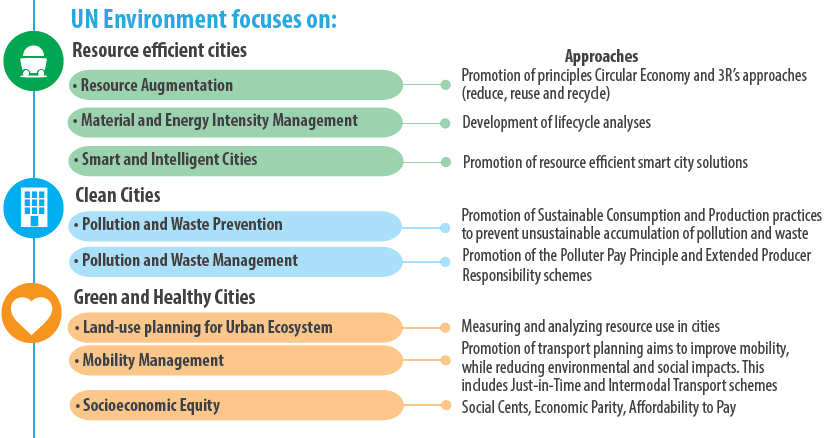 UN Environment focuses on:
Resource efficient cities
Approaches
• Resource Augmentation
Promotion of principles Circular Economy and 3R's approaches
(reduce, reuse and recycle)
• Material and Energy Intensity Management
Development of lifecycle analyses
• Smart and Intelligent Cities
Promotion of resource efficient smart city solutions
Clean Cities
• Pollution and Waste Prevention
Promotion of Sustainable Consumption and Production practices
to prevent unsustainable accumulation of pollution and waste
• Pollution and Waste Management
Promotion of the Polluter Pay Principle and Extended Producer
Responsibility schemes
Green and Healthy Cities
• Land-use planning for Urban Ecosystem
Measuring and analyzing resource use in cities
• Mobility Management
Promotion of transport planning aims to improve mobility,
while reducing environmental and social impacts. This
includes Just-in-Time and Intermodal Transport schemes
• Socioeconomic Equity
Social Cents, Economic Parity, Affordability to Pay